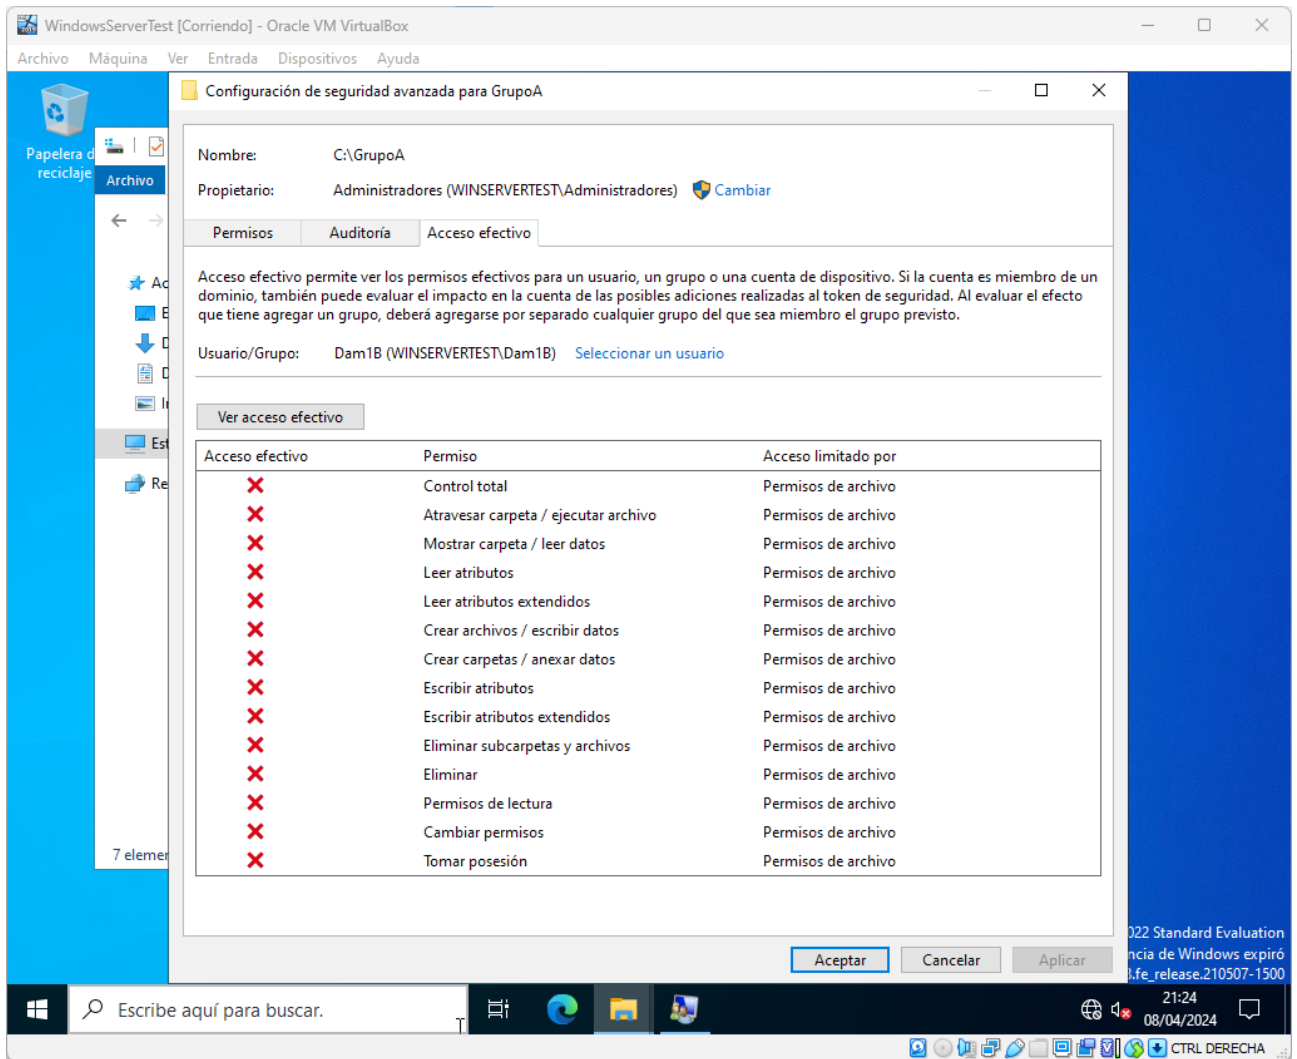 WindowsServerTest [Corriendo] - Oracle VM VirtualBox
Archivo Máquina Ver Entrada Dispositivos Ayuda
Papelera d
reciclaje
Archivo
Configuración de seguridad avanzada para GrupoA
Nombre: C:\GrupoA
Propietario: Administradores (WINSERVERTEST\Administradores) Cambiar
Permisos Auditoría Acceso efectivo
Acceso efectivo permite ver los permisos efectivos para un usuario, un grupo o una cuenta de dispositivo. Si la cuenta es miembro de un
dominio, también puede evaluar el impacto en la cuenta de las posibles adiciones realizadas al token de seguridad. Al evaluar el efecto
que tiene agregar un grupo, deberá agregarse por separado cualquier grupo del que sea miembro el grupo previsto.
Ac
E
D
D
Ir
Est
Re
Usuario/Grupo: Dam1B (WINSERVERTEST\Dam1B) Seleccionar un usuario
Ver acceso efectivo
Acceso efectivo Permiso Acceso limitado por
Control total Permisos de archivo
Atravesar carpeta / ejecutar archivo Permisos de archivo
Mostrar carpeta / leer datos Permisos de archivo
Leer atributos Permisos de archivo
Leer atributos extendidos Permisos de archivo
Crear archivos / escribir datos Permisos de archivo
Crear carpetas / anexar datos Permisos de archivo
Escribir atributos Permisos de archivo
Escribir atributos extendidos Permisos de archivo
Eliminar subcarpetas y archivos Permisos de archivo
Eliminar Permisos de archivo
Permisos de lectura Permisos de archivo
Cambiar permisos Permisos de archivo
Tomar posesión Permisos de archivo
7 elemer
Aceptar Cancelar Aplicar
022 Standard Evaluation
ncia de Windows expiró
.fe_release.210507-1500
Escribe aquí para buscar.
21:24
08/04/2024
CTRL DERECHA